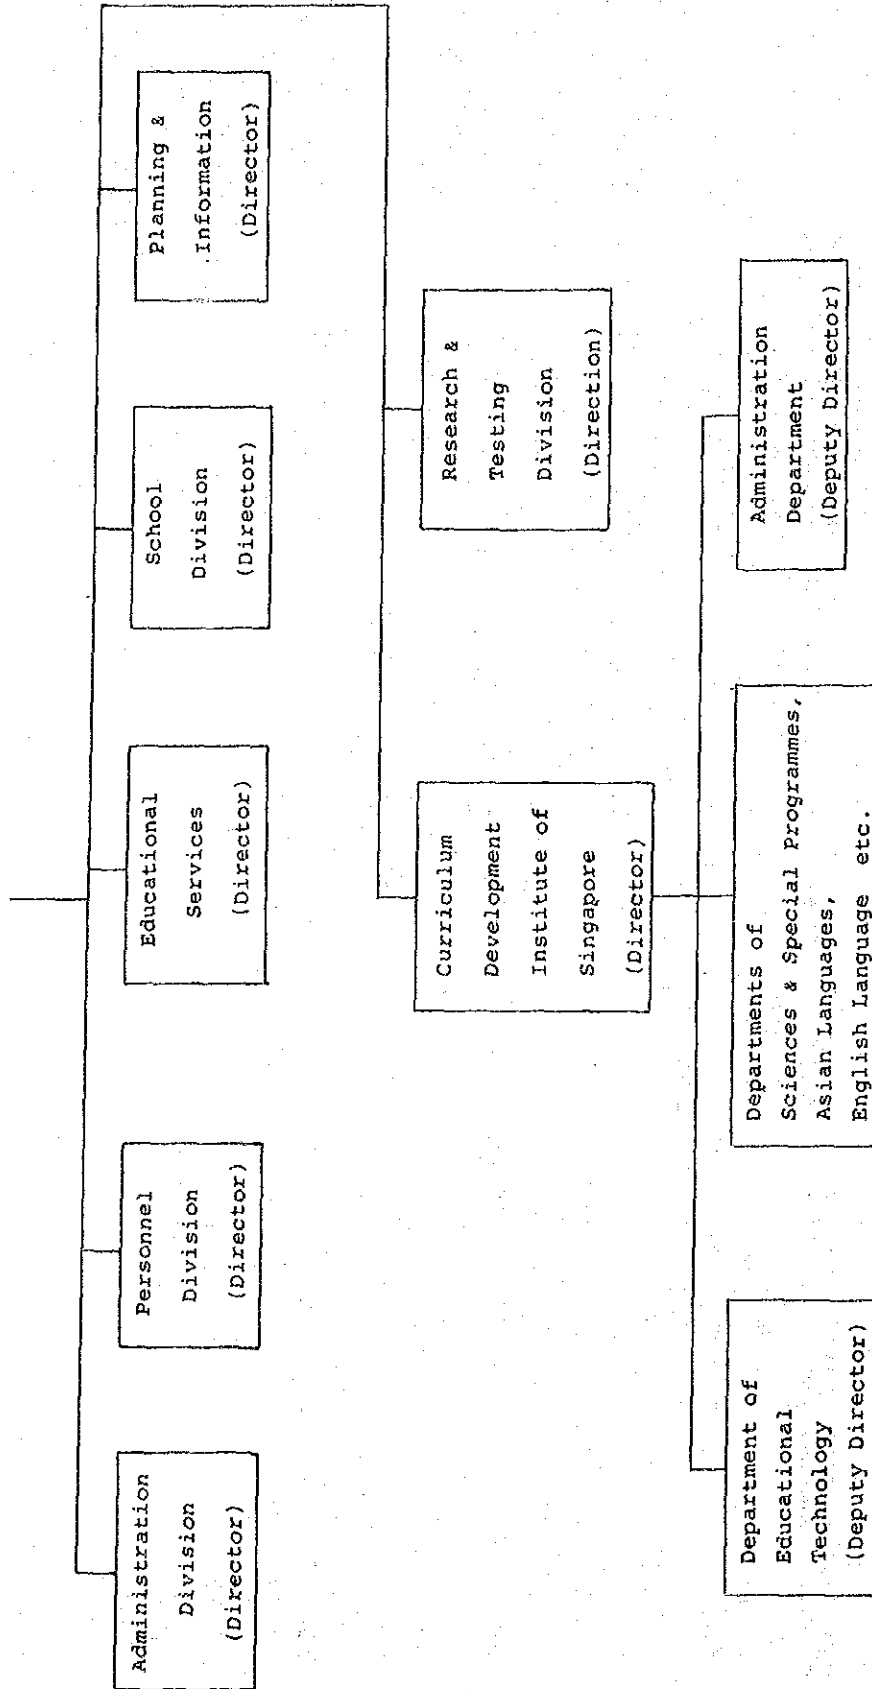 Administration
Division
(Director)
Personnel
Division
(Director)
Educational
Services
(Director)
School
Division
(Director)
Planning &
Information
(Director)
Curriculum
Development
Institute of
Singapore
(Director)
Research &
Testing
Division
(Direction)
Department of
Educational
Technology
(Deputy Director)
Departments of
Sciences & Special Programmes,
Asian Languages,
English Language etc.
Administration
Department
(Deputy Director)